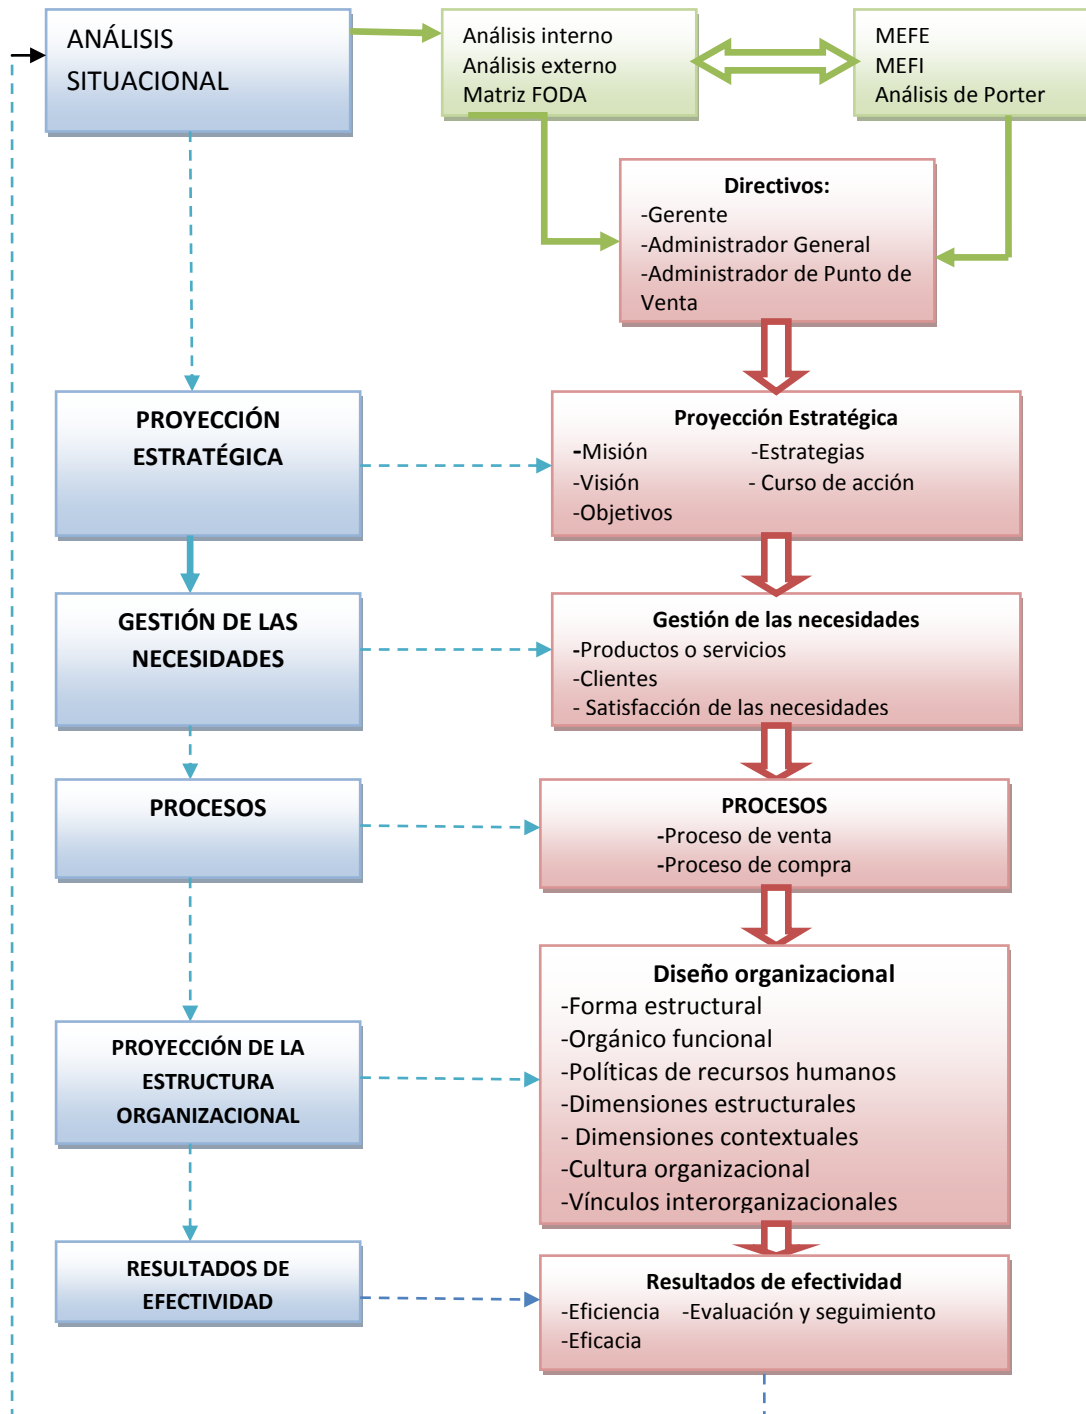 ANÁLISIS
SITUACIONAL
Análisis interno
Análisis externo
Matriz FODA
MEFE
MEFI
Análisis de Porter
Directivos:
-Gerente
-Administrador General
-Administrador de Punto de
Venta
PROYECCIÓN
ESTRATÉGICA
Proyección Estratégica
-Misión -Estrategias
-Visión - Curso de acción
-Objetivos
GESTIÓN DE LAS
NECESIDADES
Gestión de las necesidades
-Productos o servicios
-Clientes
- Satisfacción de las necesidades
PROCESOS
PROCESOS
-Proceso de venta
-Proceso de compra
PROYECCIÓN DE LA
ESTRUCTURA
ORGANIZACIONAL
Diseño organizacional
-Forma estructural
-Orgánico funcional
-Políticas de recursos humanos
-Dimensiones estructurales
- Dimensiones contextuales
-Cultura organizacional
-Vínculos interorganizacionales
RESULTADOS DE
EFECTIVIDAD
Resultados de efectividad
-Eficiencia -Evaluación y seguimiento
-Eficacia